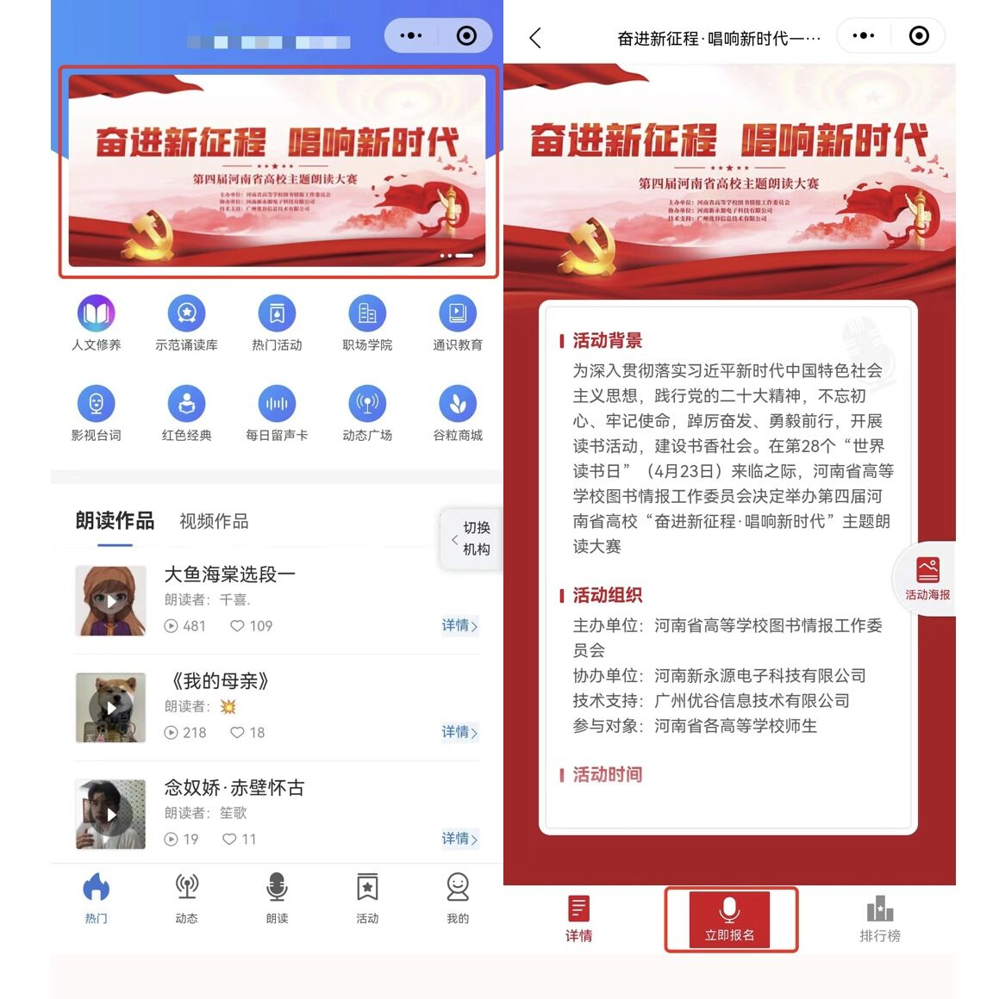 奋进新征程 唱响新时代
第四届河南省高校主题朗读大赛
主办单位：河南省高等学校图书情报工作委员会
协办单位：河南新永源电子科技有限公司
技术支持：广州优谷信息技术有限公司
人文修养
示范诵读库
热门活动
职场学院
通识教育
影视台词
红色经典
每日留声卡
动态广场
谷粒商城
朗读作品
视频作品
切换
机构
大鱼海棠选段一
朗读者：千喜.
481
109
详情>
《我的母亲》
朗读者：💥
218
18
详情>
念奴娇·赤壁怀古
朗读者：笙歌
19
11
详情>
热门
动态
朗读
活动
我的
奋进新征程·唱响新时代一…
奋进新征程 唱响新时代
第四届河南省高校主题朗读大赛
主办单位：河南省高等学校图书情报工作委员会
协办单位：河南新永源电子科技有限公司
技术支持：广州优谷信息技术有限公司
活动背景
为深入贯彻落实习近平新时代中国特色社会
主义思想，践行党的二十大精神，不忘初
心、牢记使命，踔厉奋发、勇毅前行，开展
读书活动，建设书香社会。在第28个“世界
读书日”（4月23日）来临之际，河南省高等
学校图书情报工作委员会决定举办第四届河
南省高校“奋进新征程·唱响新时代”主题朗
读大赛
活动海报
活动组织
主办单位：河南省高等学校图书情报工作委
员会
协办单位：河南新永源电子科技有限公司
技术支持：广州优谷信息技术有限公司
参与对象：河南省各高等学校师生
活动时间
详情
立即报名
排行榜